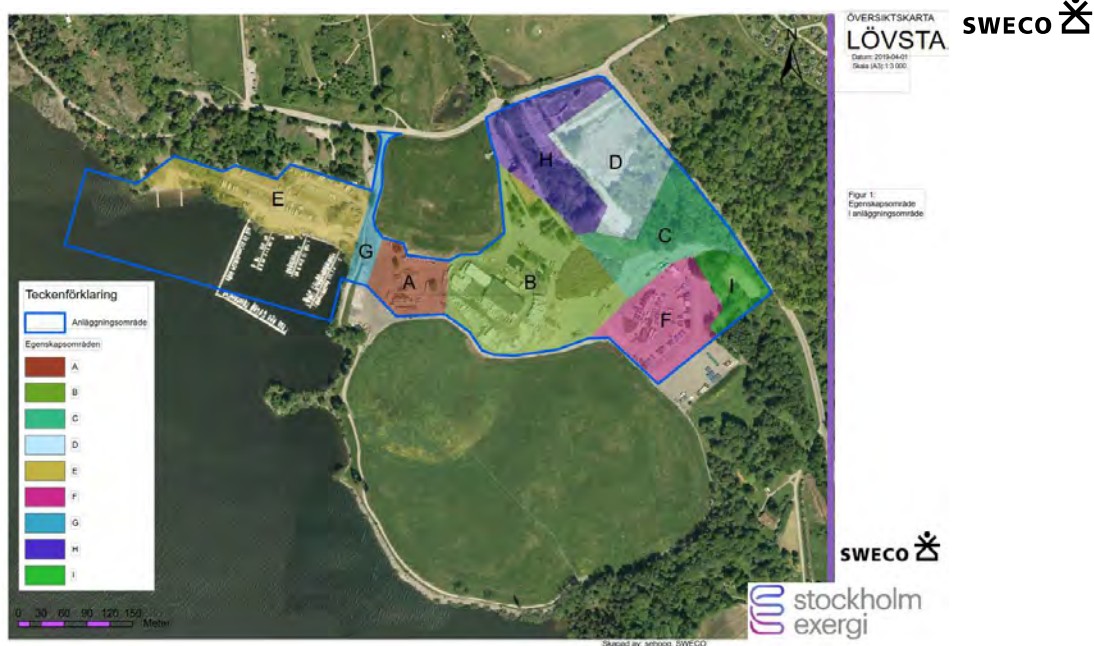 ÖVERSIKTSKARTA
LÖVSTA
Datum: 2019-04-01
Skala (A3): 1:3 000
SWECO
N
Figur 1:
Egenskapsområde
i anläggningsområde
H
D
E
C
G
A
B
I
F
Teckenförklaring
Anläggningsområde
Egenskapsområden
A
B
C
D
E
F
G
H
I
0 30 60 90 120 150
Meter
SWECO
stockholm
exergi
Skapad av: sehoog, SWECO